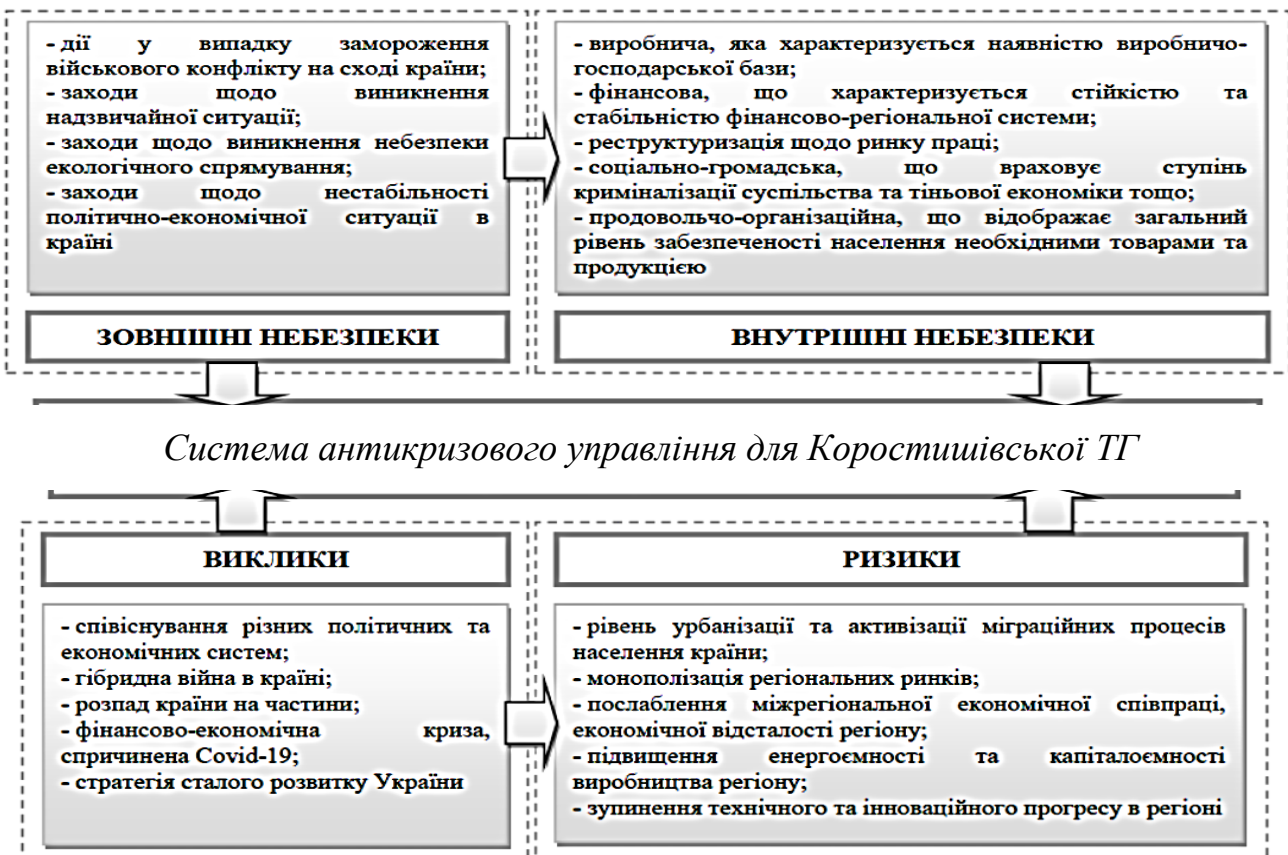 - дії у випадку замороження
військового конфлікту на сході країни;
- заходи щодо виникнення
надзвичайної ситуації;
- заходи щодо виникнення небезпеки
екологічного спрямування;
- заходи щодо нестабільності
політично-економічної ситуації в
країні
ЗОВНІШНІ НЕБЕЗПЕКИ
- виробнича, яка характеризується наявністю виробничо-
господарської бази;
- фінансова, що характеризується стійкістю та
стабільністю фінансово-регіональної системи;
- реструктуризація щодо ринку праці;
- соціально-громадська, що враховує ступінь
криміналізації суспільства та тіньової економіки тощо;
- продовольчо-організаційна, що відображає загальний
рівень забезпеченості населення необхідними товарами та
продукцією
ВНУТРІШНІ НЕБЕЗПЕКИ
Система антикризового управління для Коростишівської ТГ
ВИКЛИКИ
- співіснування різних політичних та
економічних систем;
- гібридна війна в країні;
- розпад країни на частини;
- фінансово-економічна криза,
спричинена Covid-19;
- стратегія сталого розвитку України
РИЗИКИ
- рівень урбанізації та активізації міграційних процесів
населення країни;
- монополізація регіональних ринків;
- послаблення міжрегіональної економічної співпраці,
економічної відсталості регіону;
- підвищення енергоємності та капіталоємності
виробництва регіону;
- зупинення технічного та інноваційного прогресу в регіоні